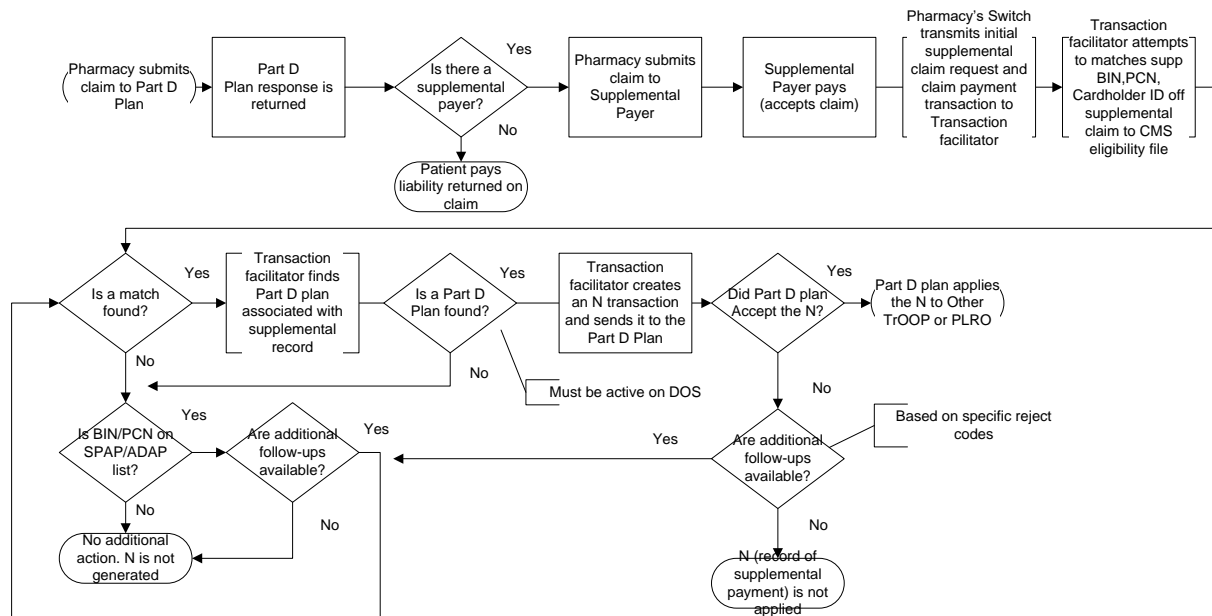 Pharmacy submits
claim to Part D
Plan
Part D
Plan response is
returned
Is there a
supplemental
payer?
Yes
No
Patient pays
liability returned on
claim
Pharmacy submits
claim to
Supplemental
Payer
Supplemental
Payer pays
(accepts claim)
Pharmacy's Switch
transmits initial
supplemental
claim request and
claim payment
transaction to
Transaction
facilitator
Transaction
facilitator attempts
to matches supp
BIN,PCN,
Cardholder ID off
supplemental
claim to CMS
eligibility file
Is a match
found?
Yes
No
Transaction
facilitator finds
Part D plan
associated with
supplemental
record
Is a Part D
Plan found?
Yes
No
Must be active on DOS
Transaction
facilitator creates
an N transaction
and sends it to the
Part D Plan
Did Part D plan
Accept the N?
Yes
No
Part D plan applies
the N to Other
TrOOP or PLRO
Is BIN/PCN on
SPAP/ADAP
list?
Yes
No
Are additional
follow-ups
available?
Yes
No
No additional
action. N is not
generated
Are additional
follow-ups
available?
Yes
No
Based on specific reject
codes
N (record of
supplemental
payment) is not
applied